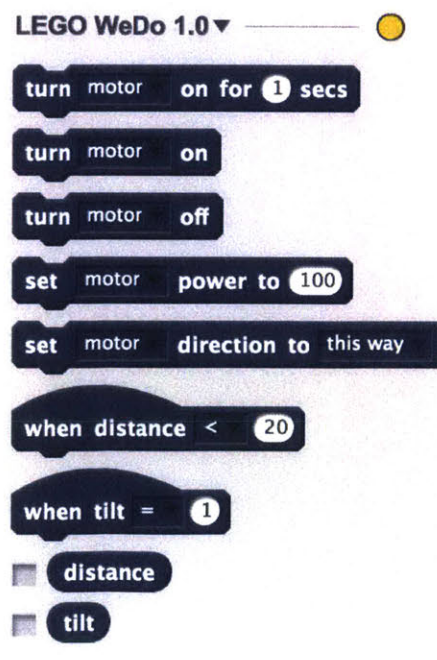 LEGO WeDo 1.0
turn motor on for 1 secs
turn motor on
turn motor off
set motor power to 100
set motor direction to this way
when distance < 20
when tilt = 1
distance
tilt